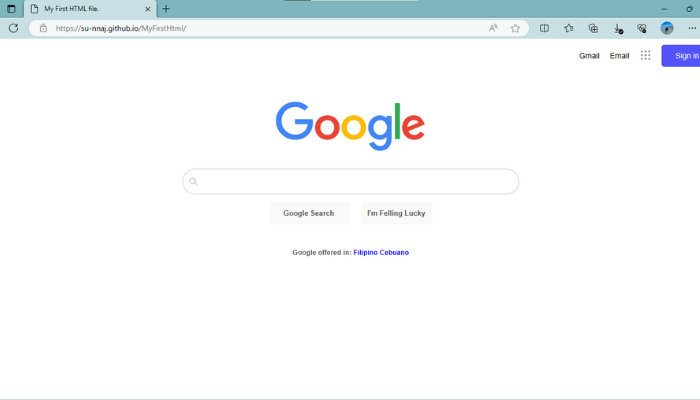 My First HTML file.
https://su-nnaj.github.io/MyFirstHtml/
Gmail Email Sign in
Google
Google Search I'm Felling Lucky
Google offered in: Filipino Cebuano